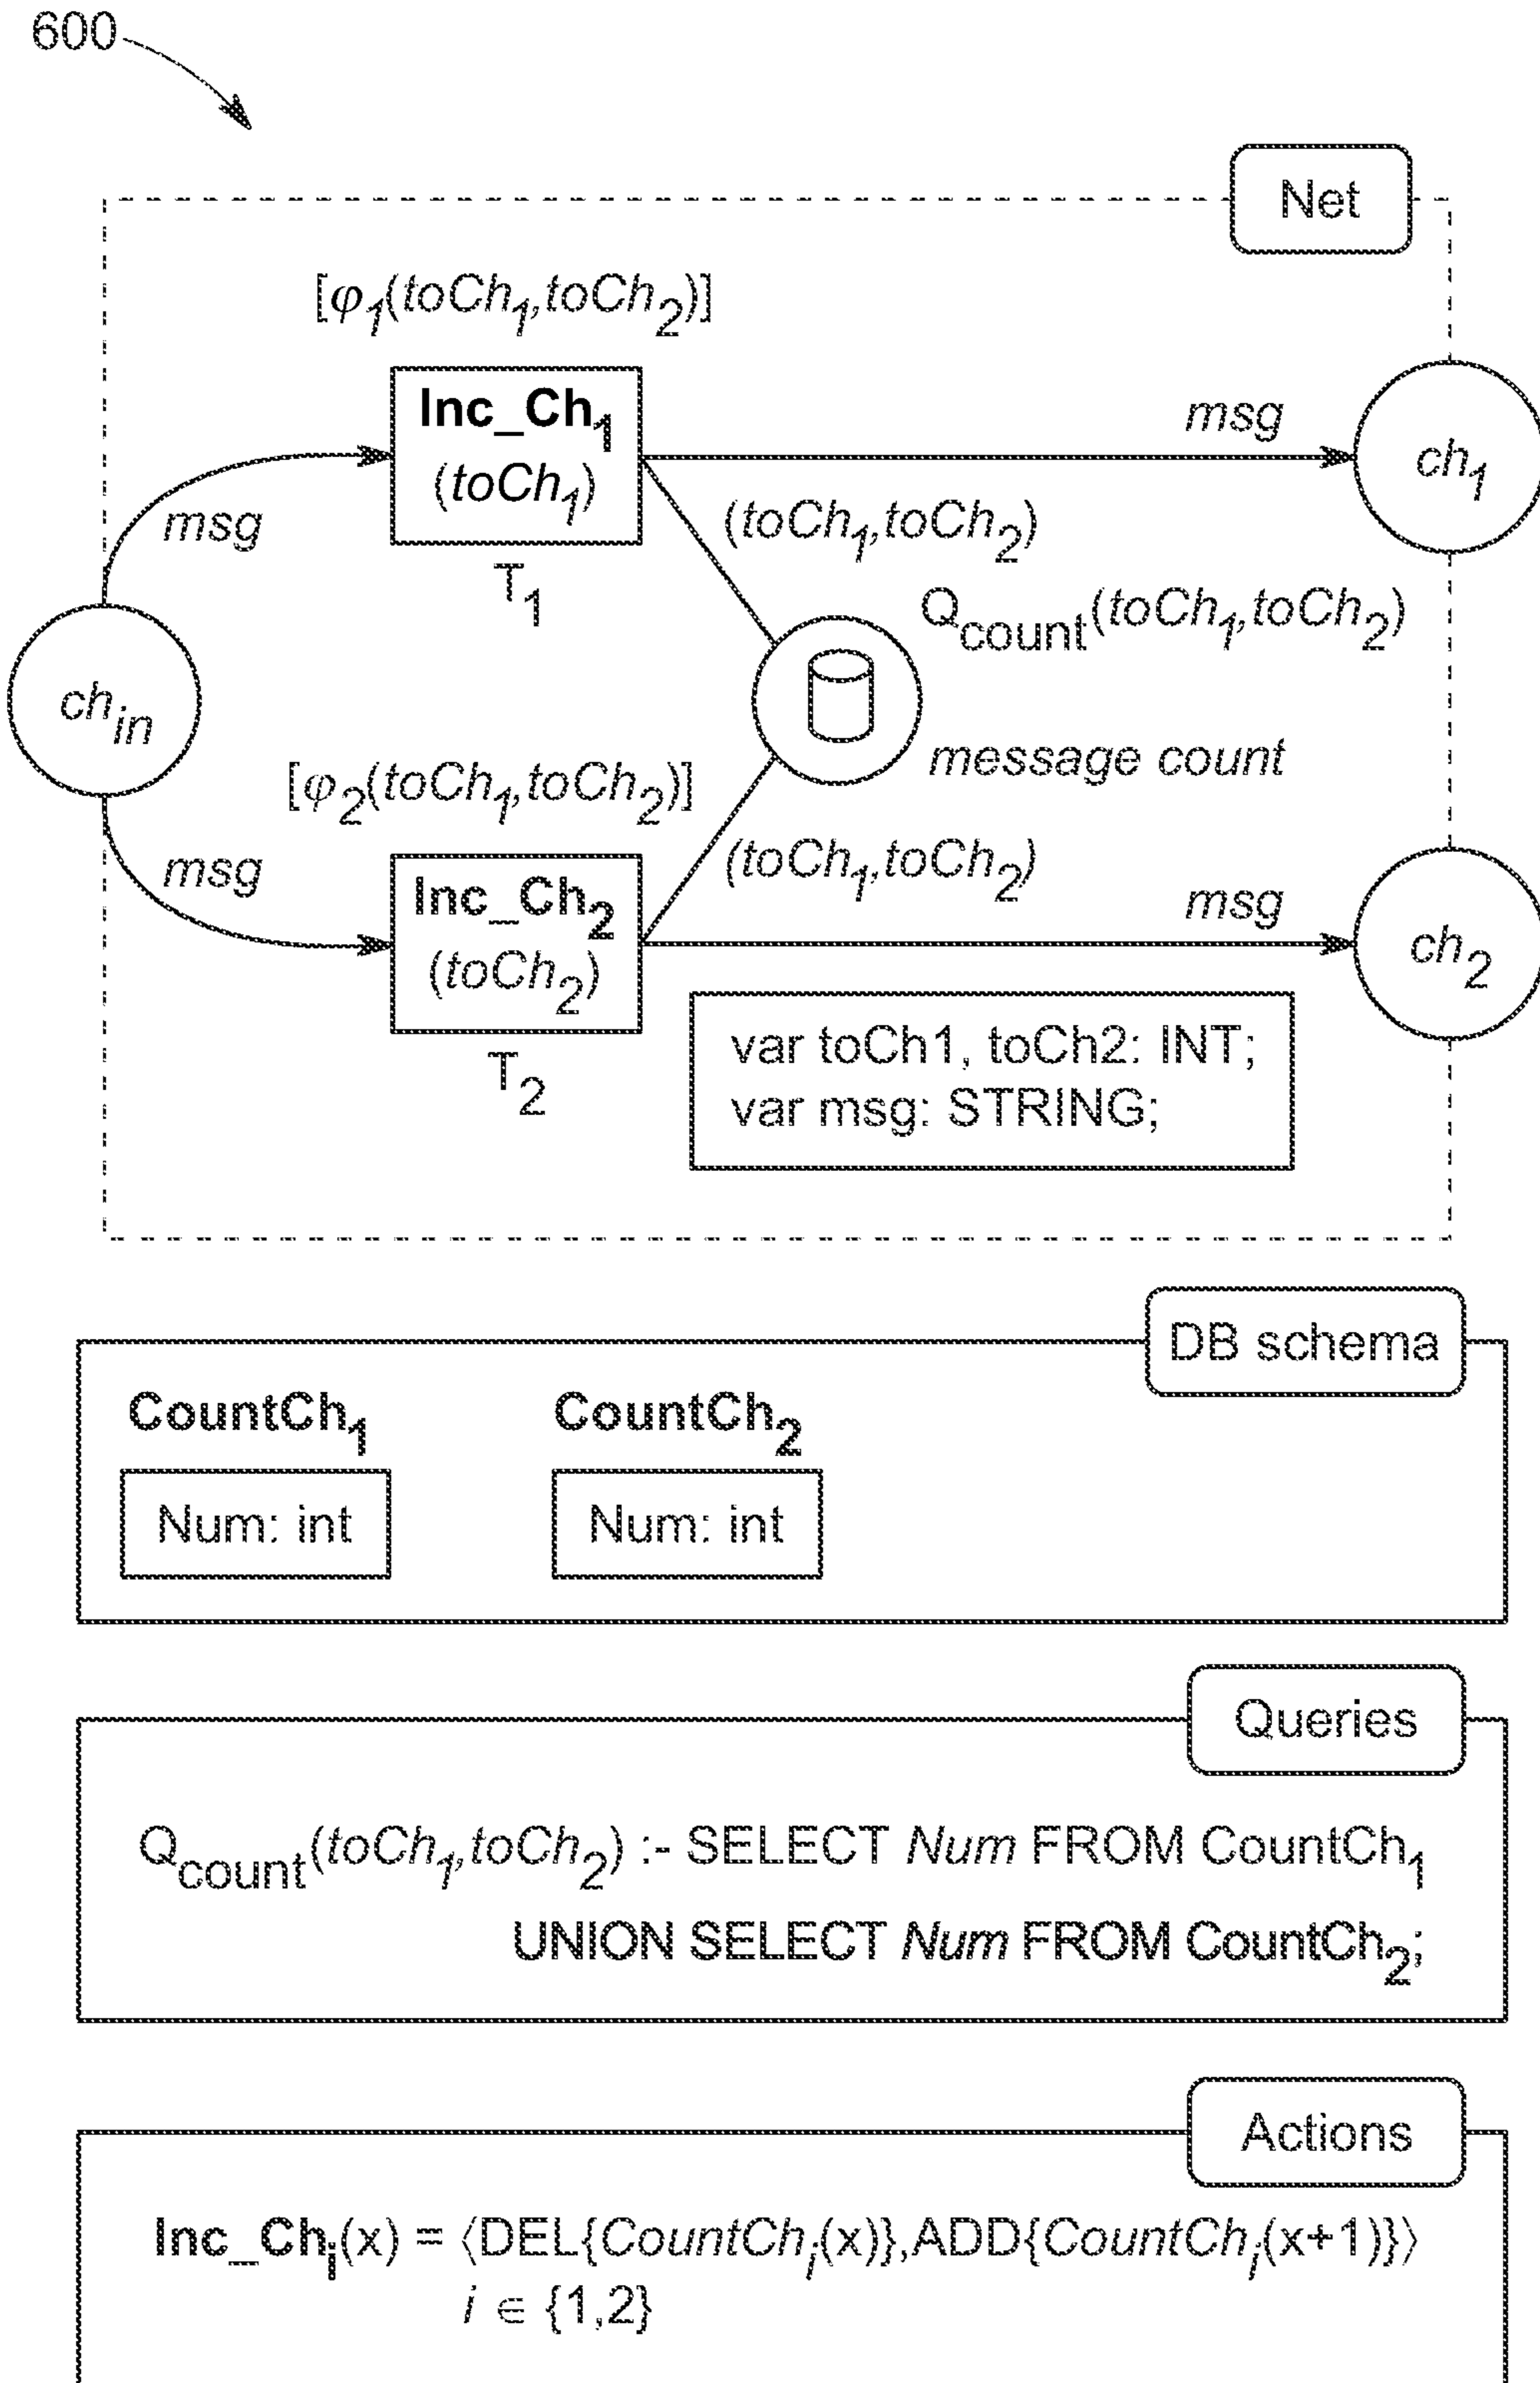 600
Net
[φ₁(toCh₁,toCh₂)]
Inc_Ch₁
(toCh₁)
T₁
msg
msg
ch₁
(toCh₁,toCh₂)
Q_count(toCh₁,toCh₂)
ch_in
message count
[φ₂(toCh₁,toCh₂)]
(toCh₁,toCh₂)
msg
Inc_Ch₂
(toCh₂)
T₂
msg
ch₂
var toCh1, toCh2: INT;
var msg: STRING;
DB schema
CountCh₁ CountCh₂
Num: int Num: int
Queries
Q_count(toCh₁,toCh₂) :- SELECT Num FROM CountCh₁
UNION SELECT Num FROM CountCh₂;
Actions
Inc_Chᵢ(x) = ⟨DEL{CountChᵢ(x)},ADD{CountChᵢ(x+1)}⟩
i ∈ {1,2}